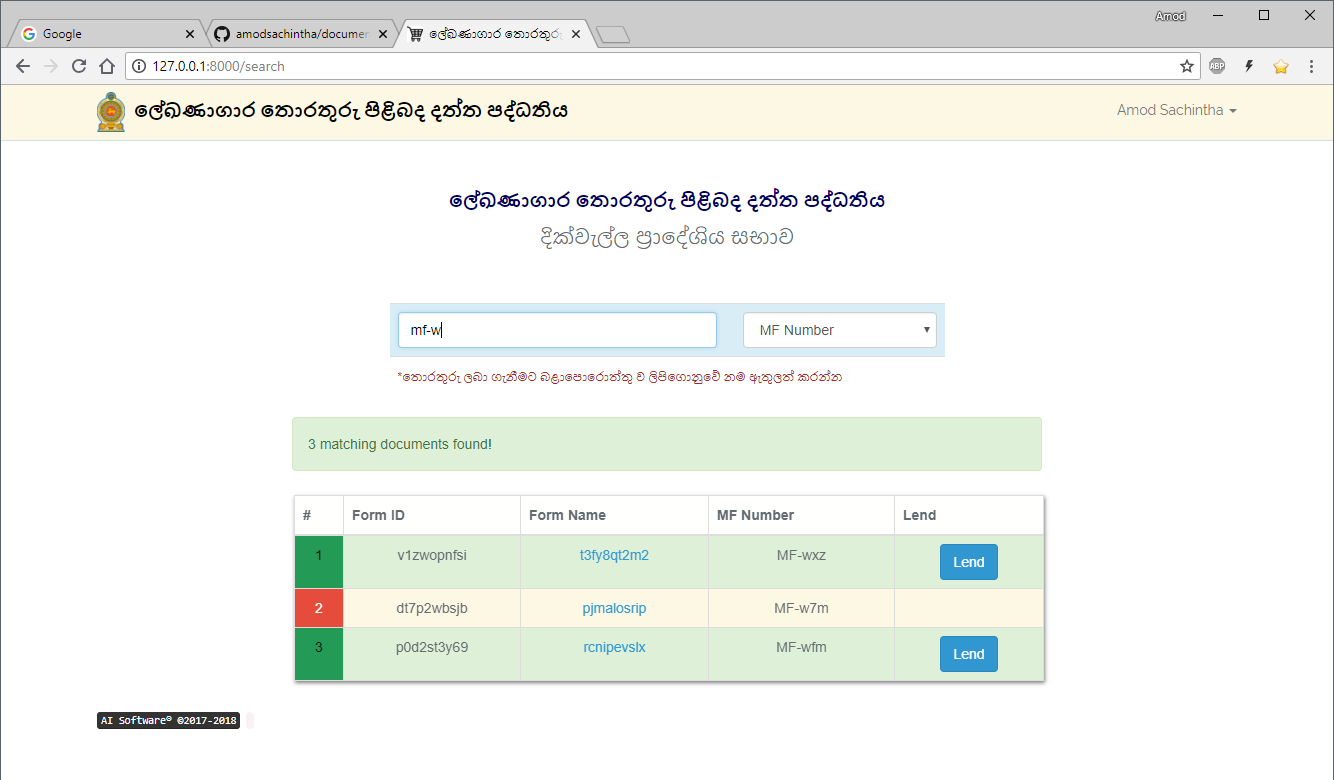 Amod
Google
amodsachintha/documen
ලේඛණාගාර තොරතුරු
127.0.0.1:8000/search
ABP
ලේඛණාගාර තොරතුරු පිළිබද දත්ත පද්ධතිය
Amod Sachintha
ලේඛණාගාර තොරතුරු පිළිබද දත්ත පද්ධතිය
දික්වැල්ල ප්‍රාදේශිය සභාව
mf-w
MF Number
*තොරතුරු ලබා ගැනීමට බළාපොරොත්තු ව ලිපිගොනුවේ නම ඇතුලත් කරන්න
3 matching documents found!
# Form ID Form Name MF Number Lend
1 v1zwopnfsi t3fy8qt2m2 MF-wxz Lend
2 dt7p2wbsjb pjmalosrip MF-w7m
3 p0d2st3y69 rcnipevslx MF-wfm Lend
AI Software® ©2017-2018